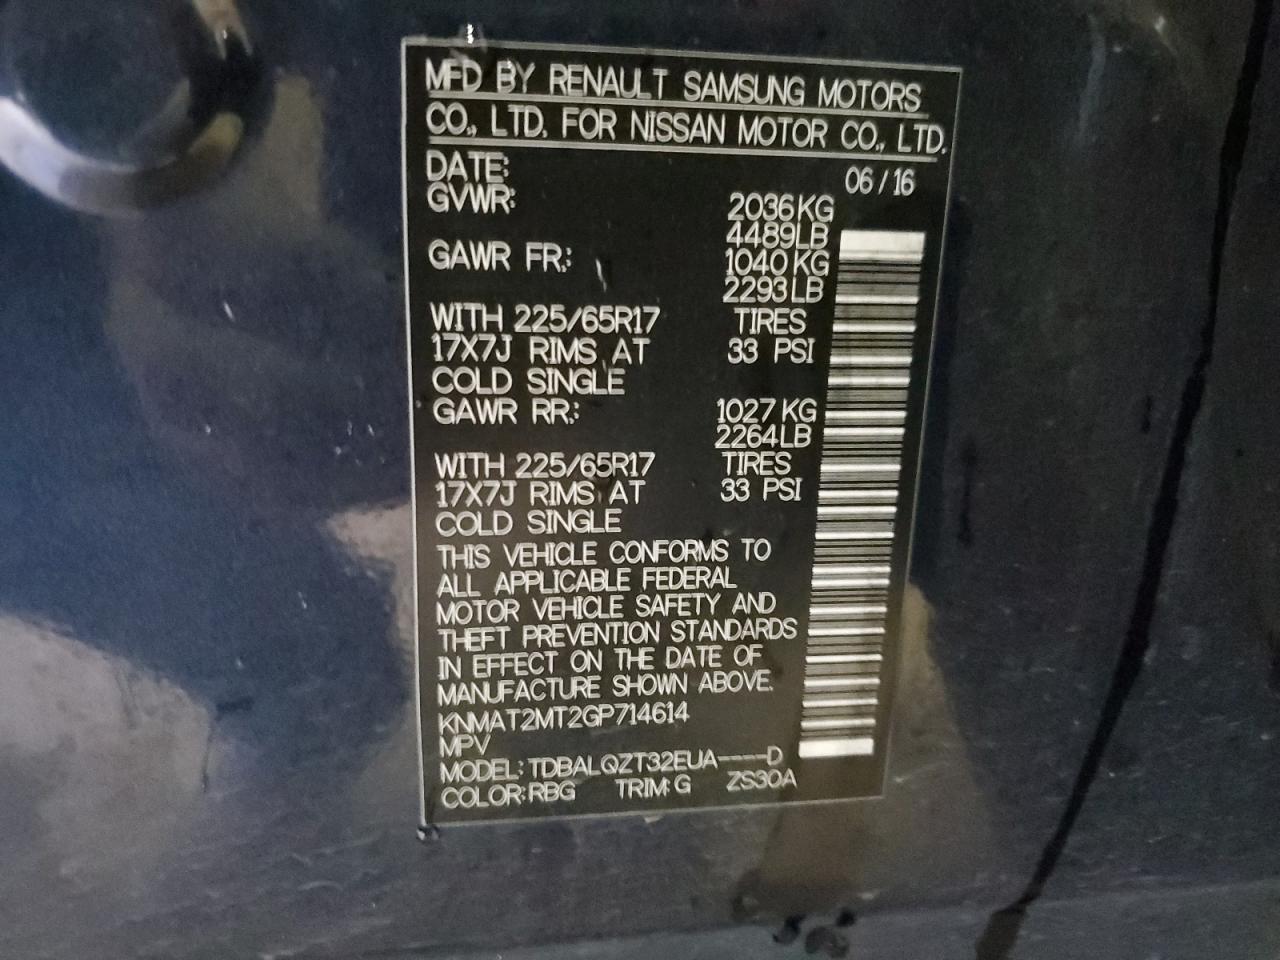 MFD BY RENAULT SAMSUNG MOTORS
CO., LTD. FOR NISSAN MOTOR CO., LTD.
DATE: 06/16
GVWR: 2036KG
4489LB
GAWR FR.: 1040KG
2293LB
WITH 225/65R17 TIRES
17X7J RIMS AT 33 PSI
COLD SINGLE
GAWR RR.: 1027KG
2264LB
WITH 225/65R17 TIRES
17X7J RIMS AT 33 PSI
COLD SINGLE
THIS VEHICLE CONFORMS TO
ALL APPLICABLE FEDERAL
MOTOR VEHICLE SAFETY AND
THEFT PREVENTION STANDARDS
IN EFFECT ON THE DATE OF
MANUFACTURE SHOWN ABOVE.
KNMAT2MT2GP714614
MPV
MODEL: TDBALQZT32EUA----D
COLOR: RBG TRIM: G ZS30A